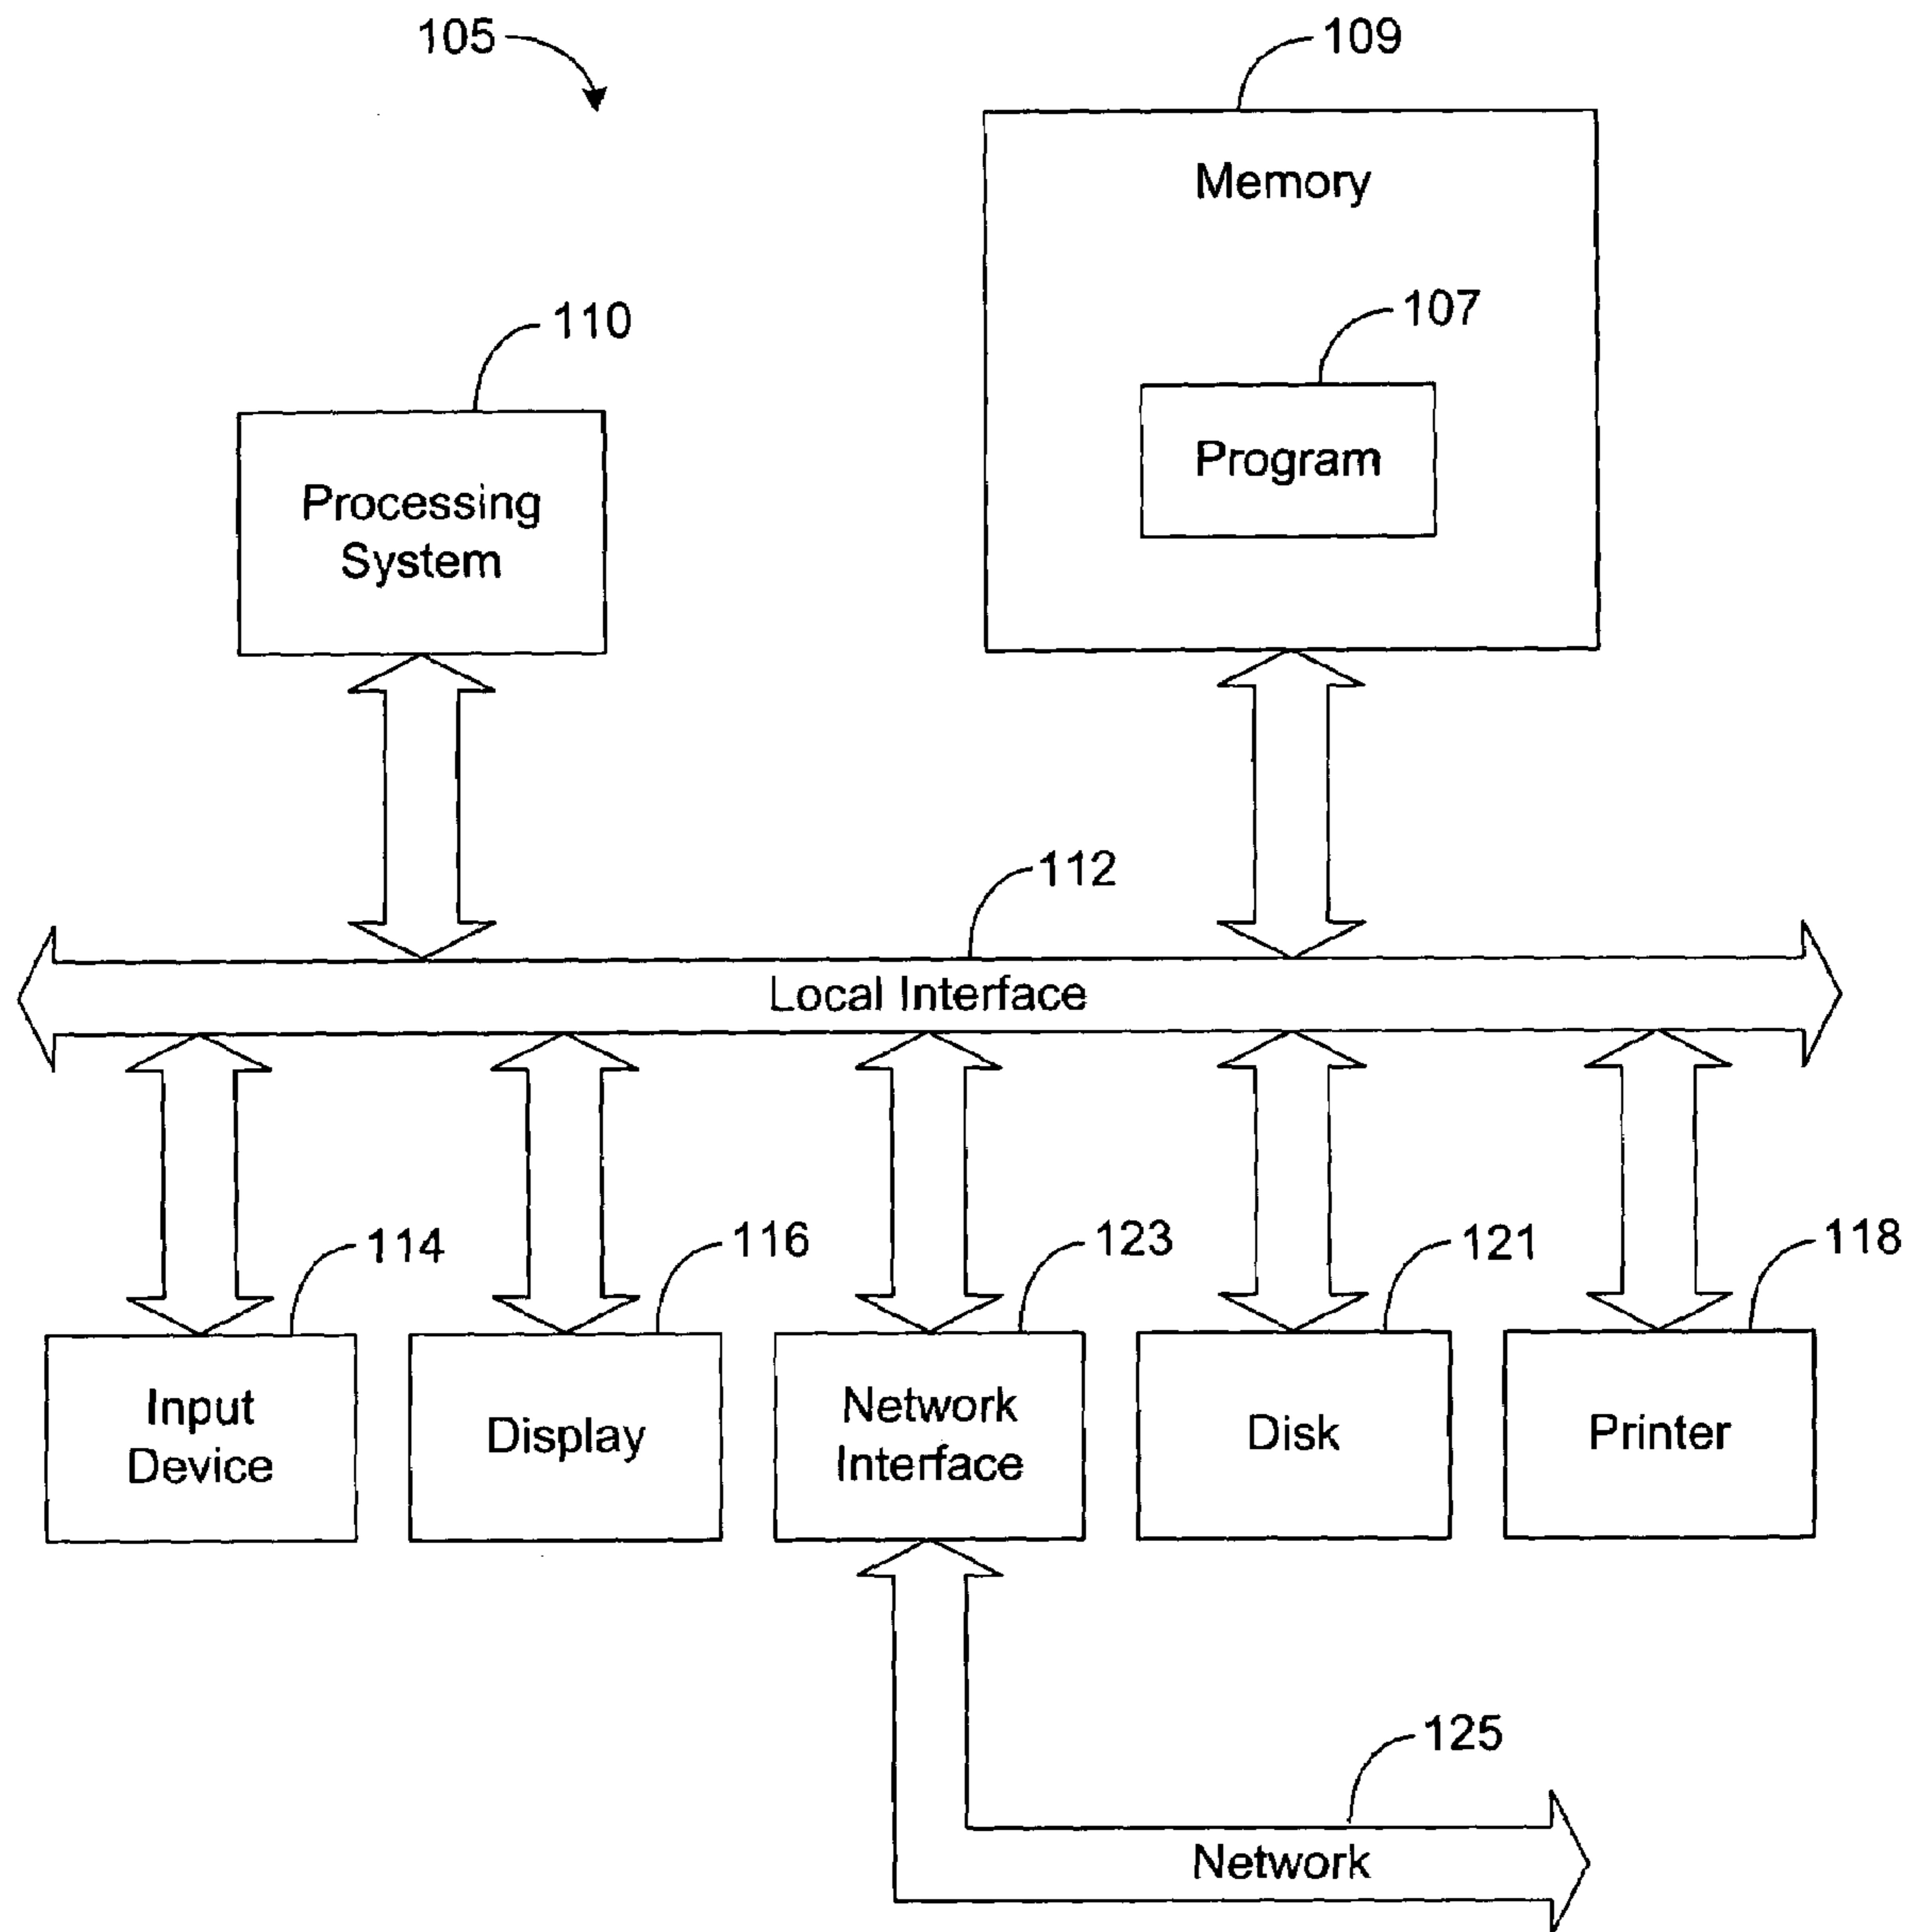 105
109
Memory
110
107
Program
Processing
System
112
Local Interface
114
116
123
121
118
Input
Device
Display
Network
Interface
Disk
Printer
125
Network